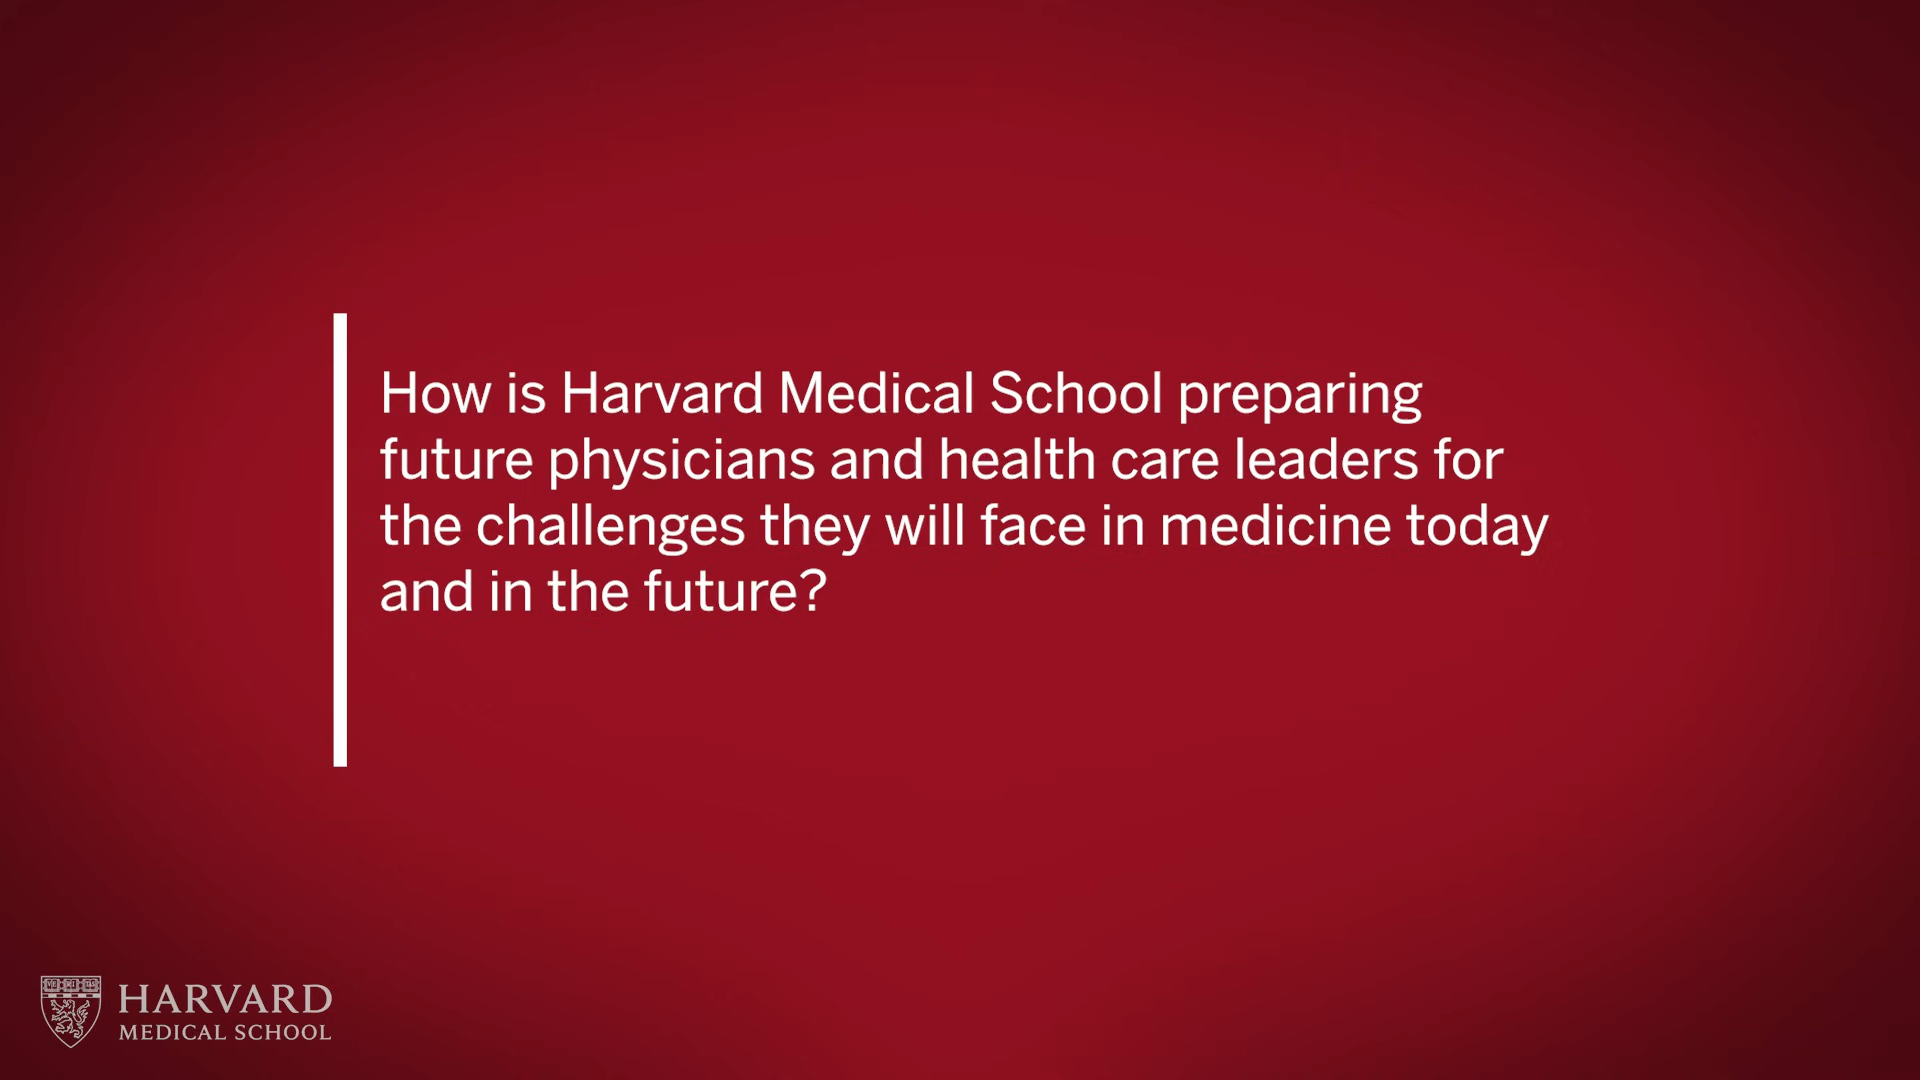 How is Harvard Medical School preparing
future physicians and health care leaders for
the challenges they will face in medicine today
and in the future?
HARVARD
MEDICAL SCHOOL